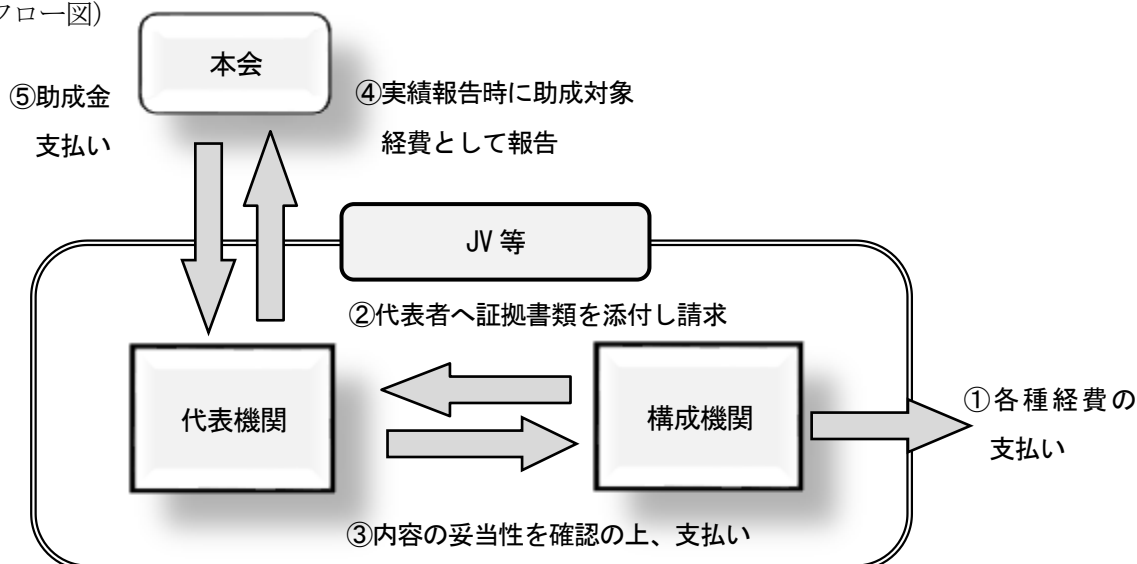 フロー図)
本会
⑤助成金
支払い
④実績報告時に助成対象
経費として報告
JV 等
②代表者へ証拠書類を添付し請求
代表機関
構成機関
①各種経費の
支払い
③内容の妥当性を確認の上、支払い